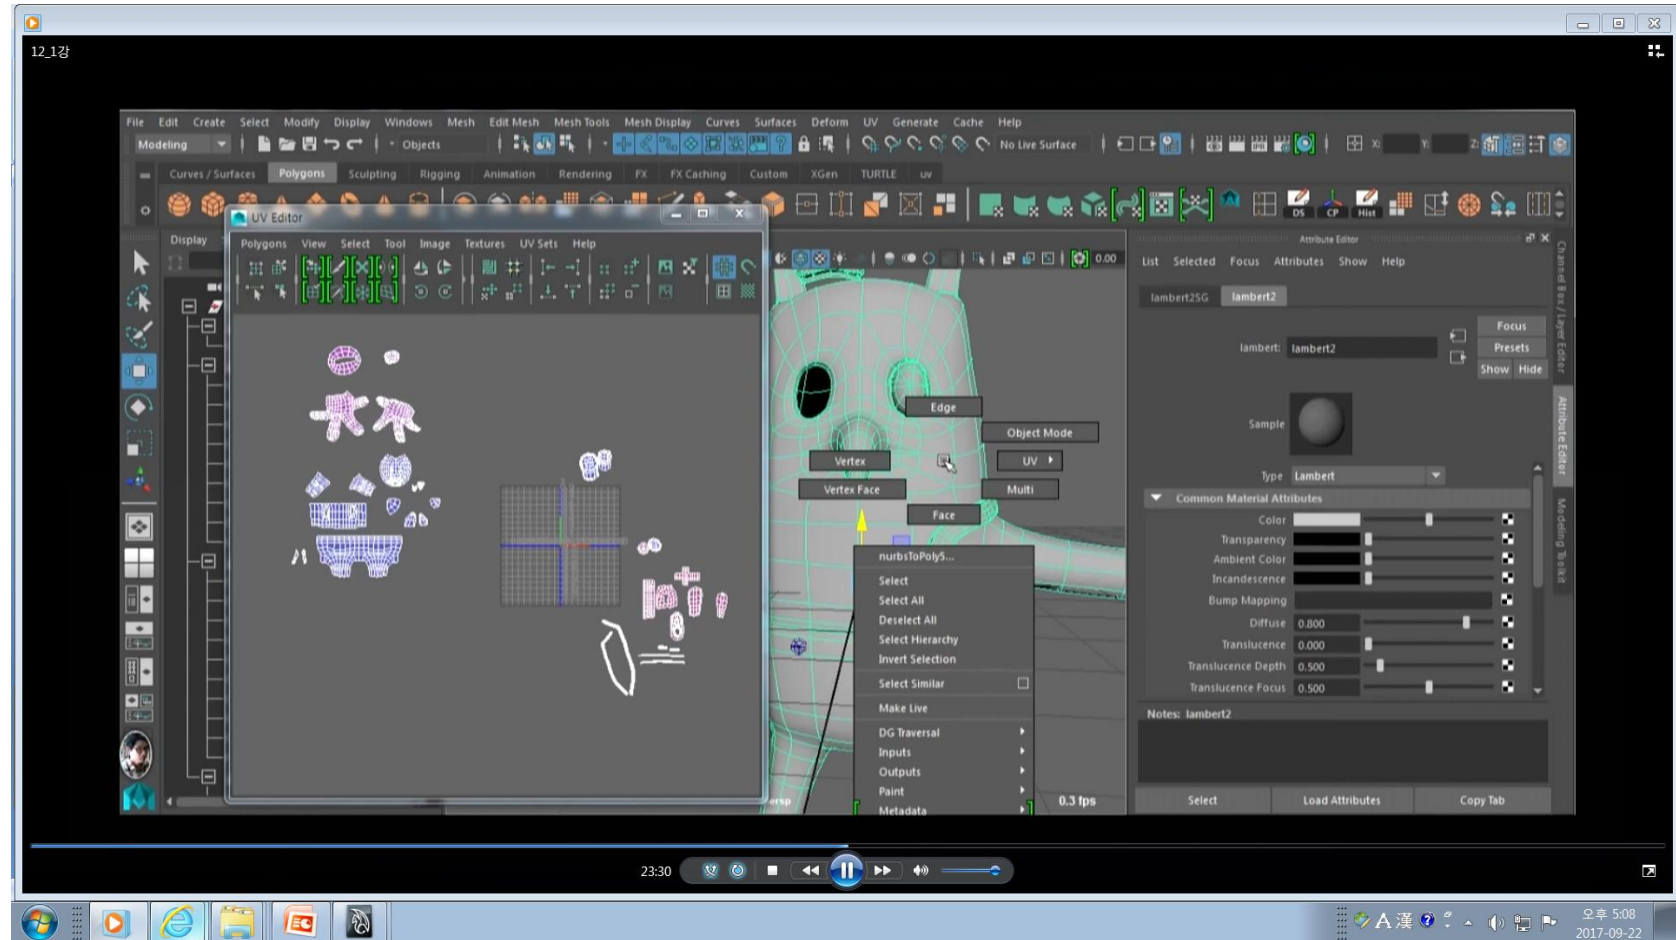 12_1강
File Edit Create Select Modify Display Windows Mesh Edit Mesh Mesh Tools Mesh Display Curves Surfaces Deform UV Generate Cache Help
Modeling Objects No Live Surface X: Y: Z:
Curves / Surfaces Polygons Sculpting Rigging Animation Rendering FX FX Caching Custom XGen TURTLE uv
DS CP Hist
UV Editor
Display
Polygons View Select Tool Image Textures UV Sets Help
0.00
Attribute Editor
List Selected Focus Attributes Show Help
lambert2SG lambert2
Focus
lambert: lambert2
Presets
Show Hide
Sample
Type Lambert
Common Material Attributes
Color
Transparency
Ambient Color
Incandescence
Bump Mapping
Diffuse 0.800
Translucence 0.000
Translucence Depth 0.500
Translucence Focus 0.500
Notes: lambert2
Select Load Attributes Copy Tab
Channel Box / Layer Editor
Attribute Editor
Modeling Toolkit
Edge
Object Mode
Vertex
UV
Vertex Face
Multi
Face
nurbsToPoly5...
Select
Select All
Deselect All
Select Hierarchy
Invert Selection
Select Similar
Make Live
DG Traversal
Inputs
Outputs
Paint
Metadata
ersp
0.3 fps
23:30
A 漢
오후 5:08
2017-09-22